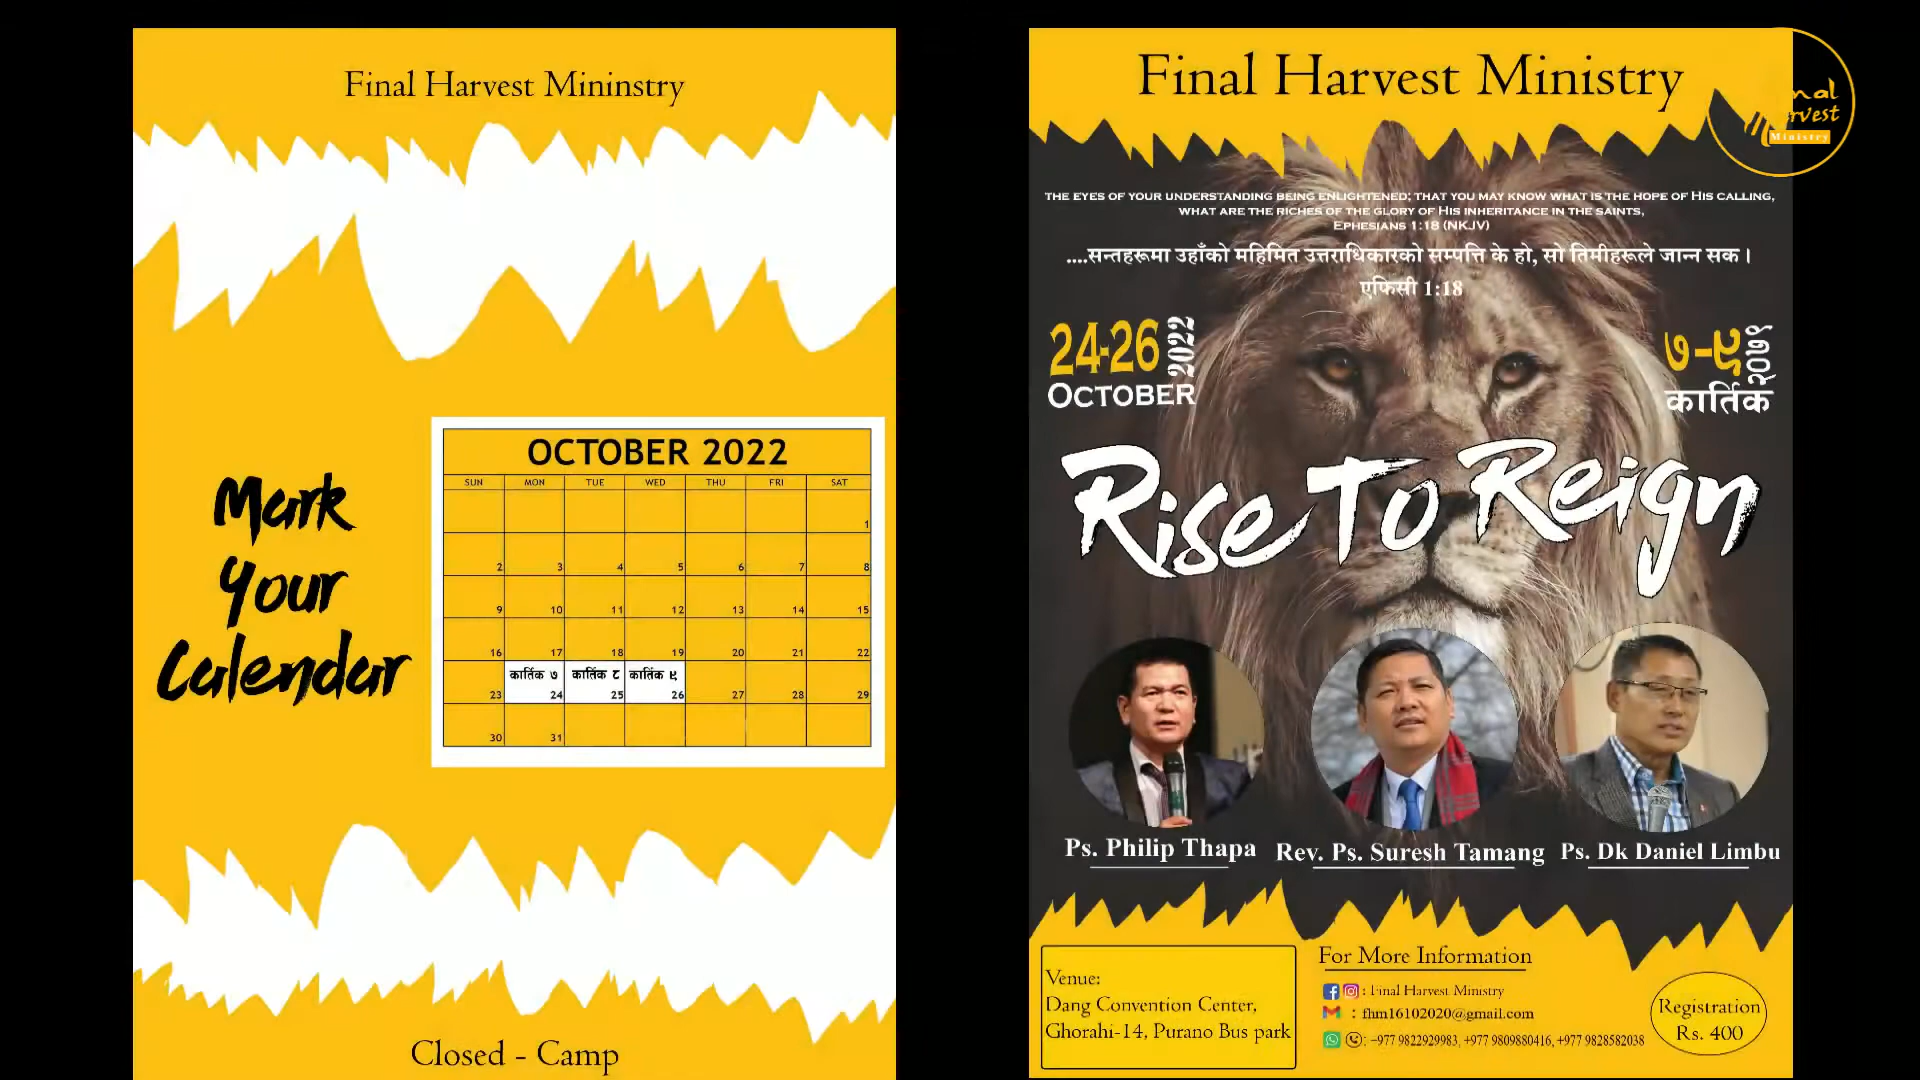 Final Harvest Mininstry
Mark
Your
Calendar
OCTOBER 2022
SUN MON TUE WED THU FRI SAT
1
2 3 4 5 6 7 8
9 10 11 12 13 14 15
16 17 18 19 20 21 22
कार्तिक ७ कार्तिक ८ कार्तिक ९
23 24 25 26 27 28 29
30 31
Closed - Camp
Final Harvest Ministry
THE EYES OF YOUR UNDERSTANDING BEING ENLIGHTENED; THAT YOU MAY KNOW WHAT IS THE HOPE OF HIS CALLING,
WHAT ARE THE RICHES OF THE GLORY OF HIS INHERITANCE IN THE SAINTS,
EPHESIANS 1:18 (NKJV)
....सन्तहरूमा उहाँको महिमित उत्तराधिकारको सम्पत्ति के हो, सो तिमीहरूले जान्न सक।
एफिसी 1:18
24-26 2022
OCTOBER
७-९ २०७९
कार्तिक
Rise To Reign
Ps. Philip Thapa
Rev. Ps. Suresh Tamang
Ps. Dk Daniel Limbu
Venue:
Dang Convention Center,
Ghorahi-14, Purano Bus park
For More Information
: Final Harvest Ministry
: fhm16102020@gmail.com
: -977 9822929983, +977 9809880416, +977 9828582038
Registration
Rs. 400
Ministry